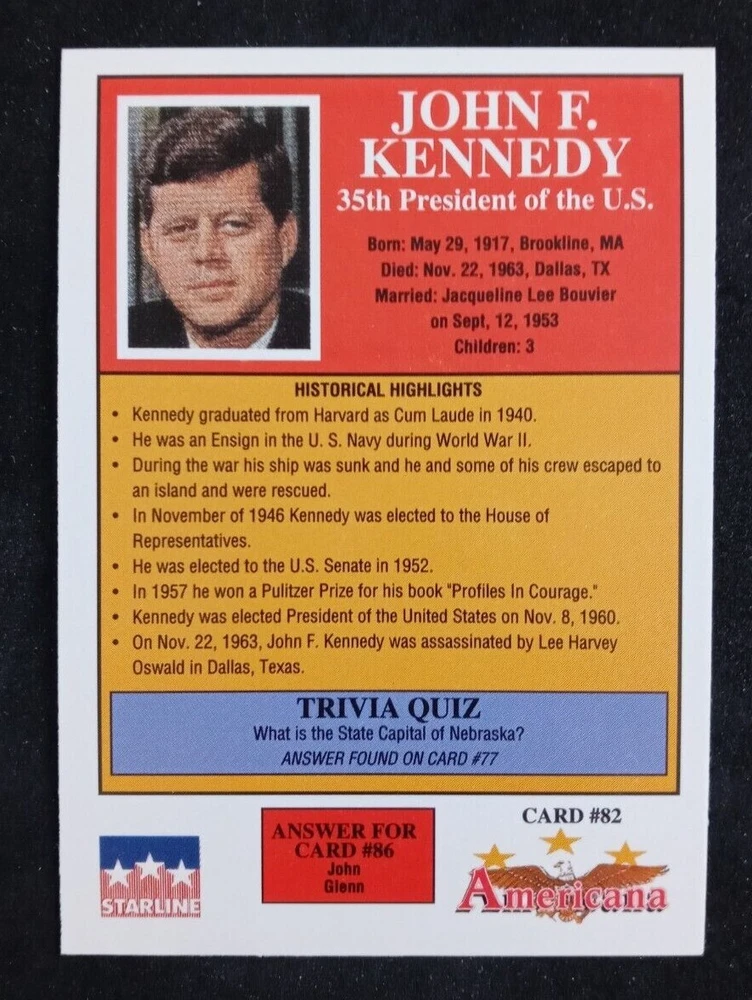 JOHN F.
KENNEDY
35th President of the U.S.
Born: May 29, 1917, Brookline, MA
Died: Nov. 22, 1963, Dallas, TX
Married: Jacqueline Lee Bouvier
on Sept, 12, 1953
Children: 3
HISTORICAL HIGHLIGHTS
• Kennedy graduated from Harvard as Cum Laude in 1940.
• He was an Ensign in the U. S. Navy during World War II.
• During the war his ship was sunk and he and some of his crew escaped to
an island and were rescued.
• In November of 1946 Kennedy was elected to the House of
Representatives.
• He was elected to the U.S. Senate in 1952.
• In 1957 he won a Pulitzer Prize for his book "Profiles In Courage."
• Kennedy was elected President of the United States on Nov. 8, 1960.
• On Nov. 22, 1963, John F. Kennedy was assassinated by Lee Harvey
Oswald in Dallas, Texas.
TRIVIA QUIZ
What is the State Capital of Nebraska?
ANSWER FOUND ON CARD #77
STARLINE
ANSWER FOR
CARD #86
John
Glenn
CARD #82
Americana